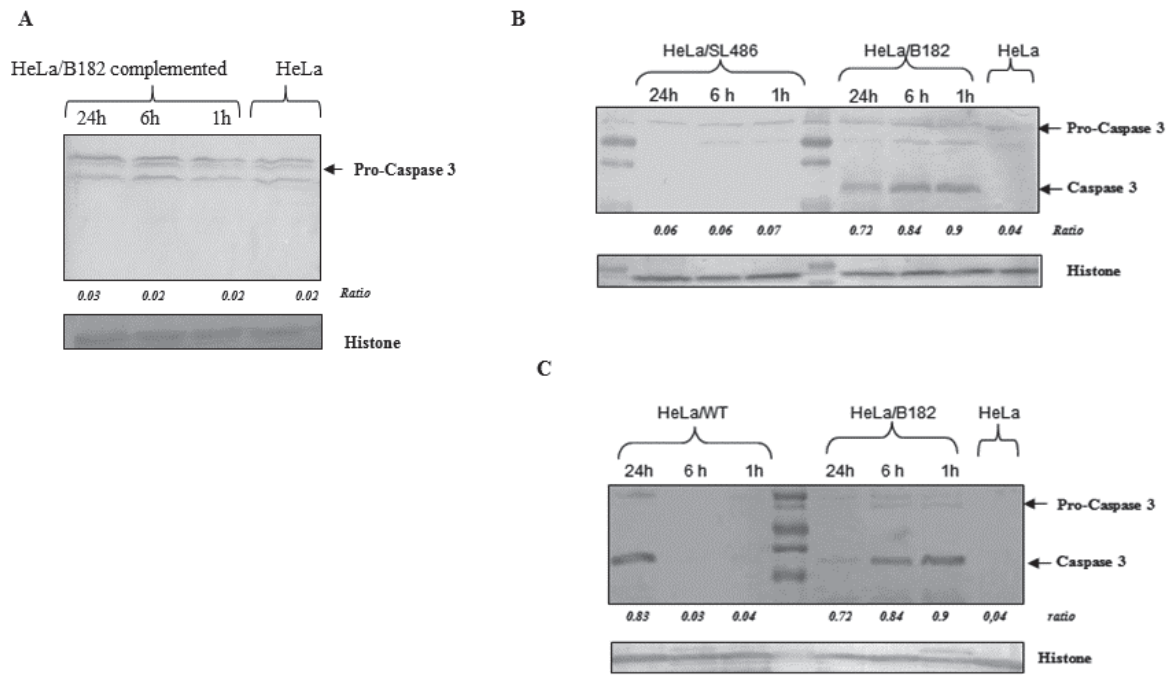 A
HeLa/B182 complemented HeLa
24h 6h 1h
Pro-Caspase 3
0.03 0.02 0.02 0.02 Ratio
Histone
B
HeLa/SL486 HeLa/B182 HeLa
24h 6 h 1h 24h 6 h 1h
Pro-Caspase 3
Caspase 3
0.06 0.06 0.07 0.72 0.84 0.9 0.04 Ratio
Histone
C
HeLa/WT HeLa/B182 HeLa
24h 6 h 1h 24h 6 h 1h
Pro-Caspase 3
Caspase 3
0.83 0.03 0.04 0.72 0.84 0.9 0,04 ratio
Histone